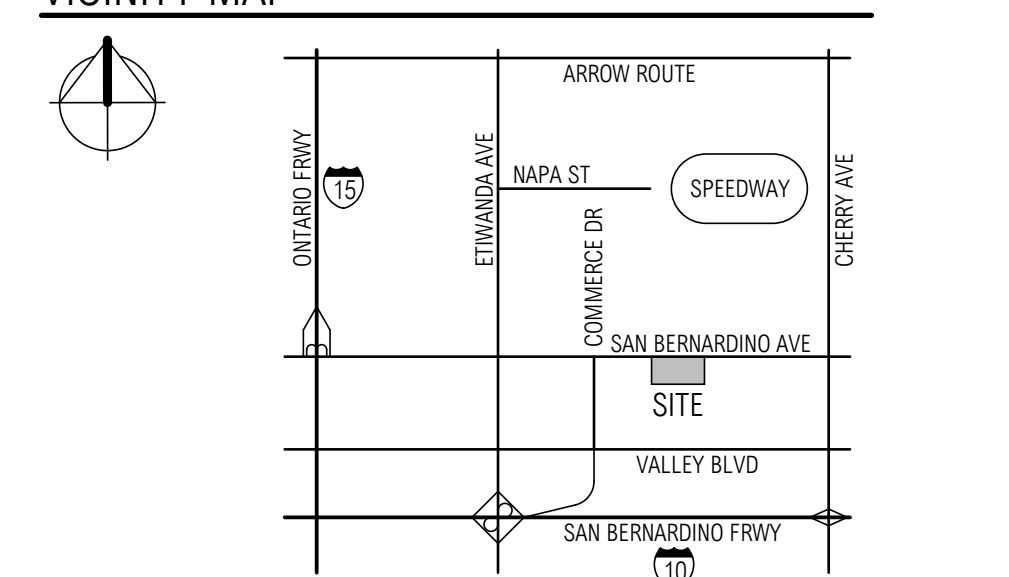 VICINITY MAP
ARROW ROUTE
ONTARIO FRWY
15
ETIWANDA AVE
NAPA ST
SPEEDWAY
CHERRY AVE
COMMERCE DR
SAN BERNARDINO AVE
SITE
VALLEY BLVD
SAN BERNARDINO FRWY
10